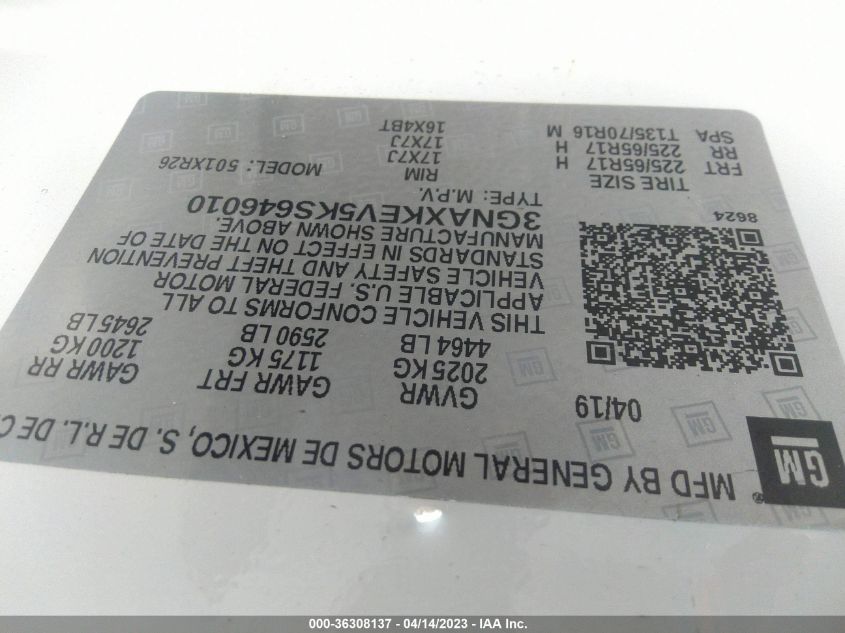 GM
MFD BY GENERAL MOTORS DE MEXICO, S. DE R.L. DE C
04/19
GVWR GAWR FRT GAWR RR
2025 KG 1175 KG 1200 KG
4464 LB 2590 LB 2645 LB
THIS VEHICLE CONFORMS TO ALL
APPLICABLE U.S. FEDERAL MOTOR
VEHICLE SAFETY AND THEFT PREVENTION
STANDARDS IN EFFECT ON THE DATE OF
MANUFACTURE SHOWN ABOVE.
3GNAXKEV5KS646010
TYPE: M.P.V. MODEL: 501XR26
8624
TIRE SIZE RIM
FRT 225/65R17 H 17X7J
RR 225/65R17 H 17X7J
SPA T135/70R16 M 16X4BT
000-36308137 - 04/14/2023 - IAA Inc.